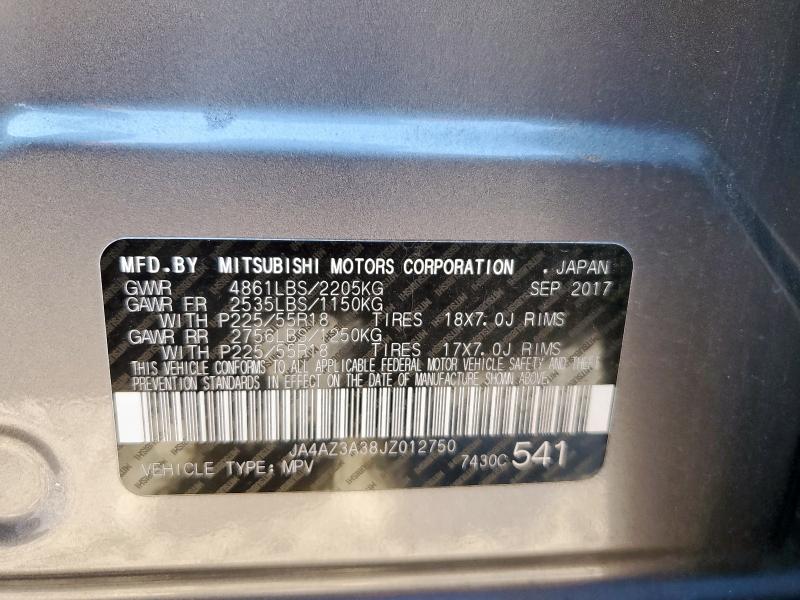 MFD.BY MITSUBISHI MOTORS CORPORATION . JAPAN
GVWR 4861LBS/2205KG SEP 2017
GAWR FR 2535LBS/1150KG
WITH P225/55R18 TIRES 18X7.0J RIMS
GAWR RR 2756LBS/1250KG
WITH P225/55R18 TIRES 17X7.0J RIMS
THIS VEHICLE CONFORMS TO ALL APPLICABLE FEDERAL MOTOR VEHICLE SAFETY AND THEFT
PREVENTION STANDARDS IN EFFECT ON THE DATE OF MANUFACTURE SHOWN ABOVE.
JA4AZ3A38JZ012750
VEHICLE TYPE: MPV 7430C 541